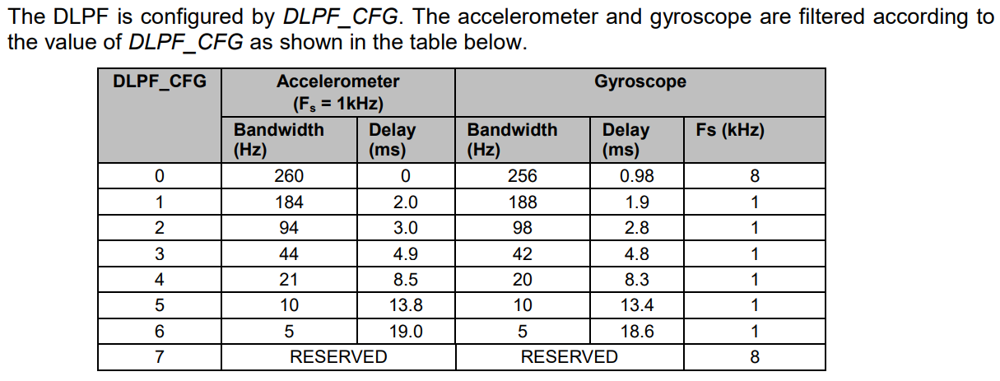 The DLPF is configured by DLPF_CFG. The accelerometer and gyroscope are filtered according to
the value of DLPF_CFG as shown in the table below.
DLPF_CFG Accelerometer Gyroscope
(Fs = 1kHz)
Bandwidth Delay Bandwidth Delay Fs (kHz)
(Hz) (ms) (Hz) (ms)
0 260 0 256 0.98 8
1 184 2.0 188 1.9 1
2 94 3.0 98 2.8 1
3 44 4.9 42 4.8 1
4 21 8.5 20 8.3 1
5 10 13.8 10 13.4 1
6 5 19.0 5 18.6 1
7 RESERVED RESERVED 8